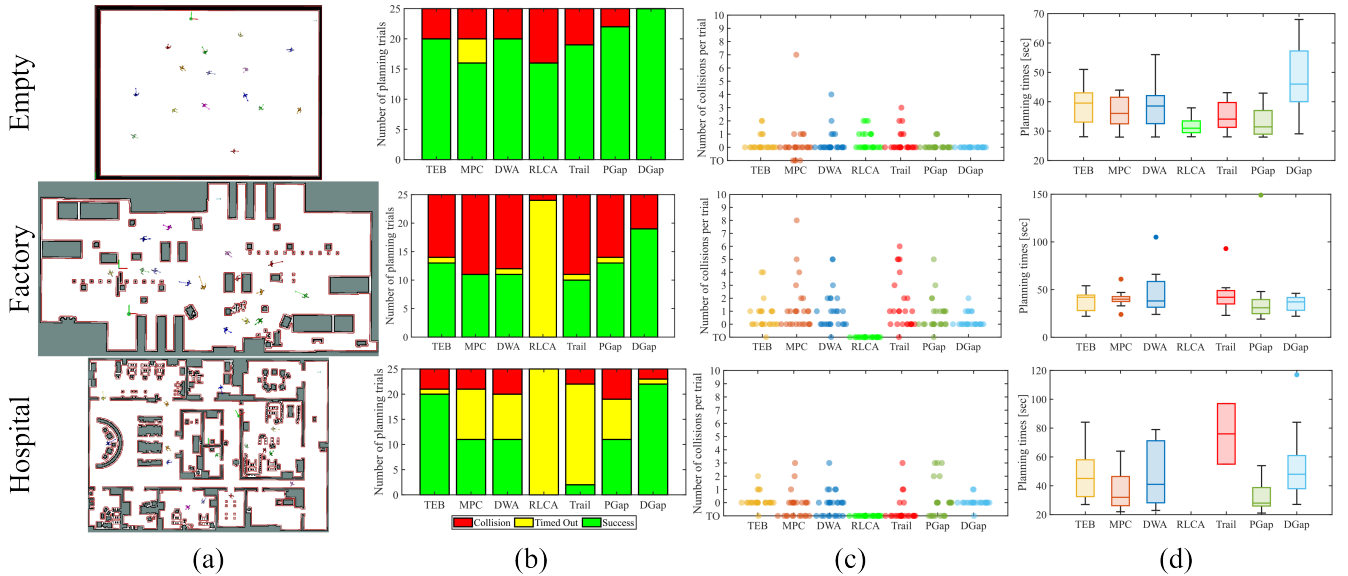 Empty
Number of planning trials
25
20
15
10
5
0
TEB MPC DWA RLCA Trail PGap DGap
Number of collisions per trial
10
9
8
7
6
5
4
3
2
1
0
TO
TEB MPC DWA RLCA Trail PGap DGap
Planning times [sec]
70
60
50
40
30
20
TEB MPC DWA RLCA Trail PGap DGap
Factory
Number of planning trials
25
20
15
10
5
0
TEB MPC DWA RLCA Trail PGap DGap
Number of collisions per trial
10
9
8
7
6
5
4
3
2
1
0
TO
TEB MPC DWA RLCA Trail PGap DGap
Planning times [sec]
150
100
50
0
TEB MPC DWA RLCA Trail PGap DGap
Hospital
Number of planning trials
25
20
15
10
5
0
TEB MPC DWA RLCA Trail PGap DGap
Collision Timed Out Success
Number of collisions per trial
10
9
8
7
6
5
4
3
2
1
0
TO
TEB MPC DWA RLCA Trail PGap DGap
Planning times [sec]
120
100
80
60
40
20
TEB MPC DWA RLCA Trail PGap DGap
(a) (b) (c) (d)